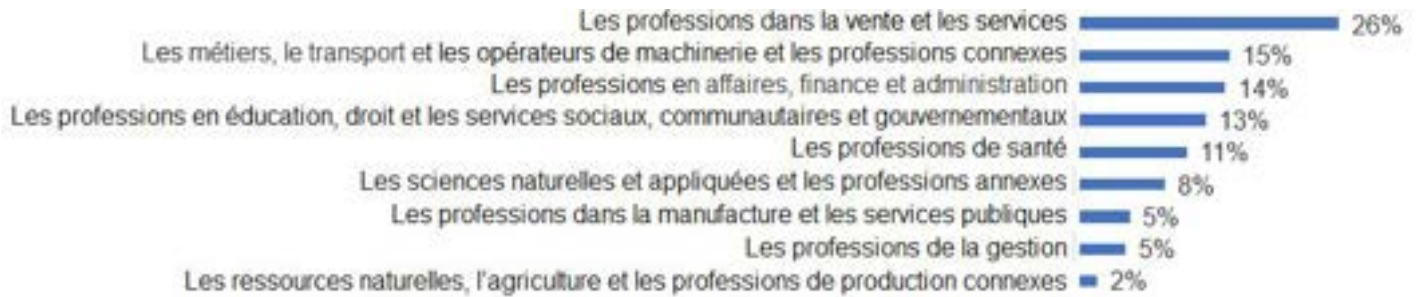 Les professions dans la vente et les services 26%
Les métiers, le transport et les opérateurs de machinerie et les professions connexes 15%
Les professions en affaires, finance et administration 14%
Les professions en éducation, droit et les services sociaux, communautaires et gouvernementaux 13%
Les professions de santé 11%
Les sciences naturelles et appliquées et les professions annexes 8%
Les professions dans la manufacture et les services publiques 5%
Les professions de la gestion 5%
Les ressources naturelles, l'agriculture et les professions de production connexes 2%